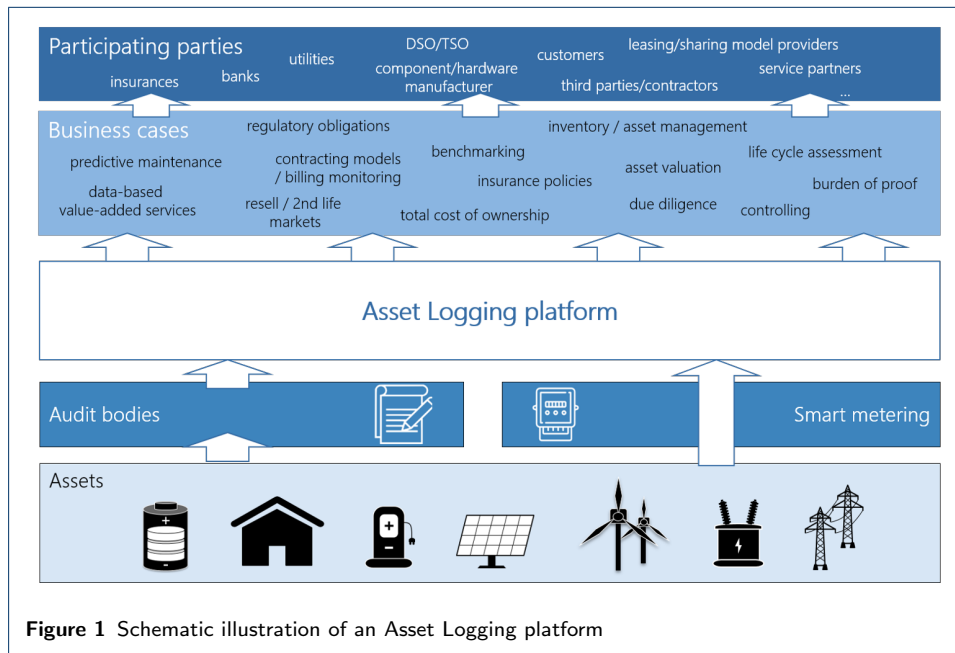 Participating parties
insurances
banks
utilities
DSO/TSO
component/hardware
manufacturer
customers
leasing/sharing model providers
third parties/contractors
service partners
...
Business cases
predictive maintenance
data-based
value-added services
regulatory obligations
contracting models
/ billing monitoring
resell / 2nd life
markets
benchmarking
insurance policies
total cost of ownership
inventory / asset management
asset valuation
due diligence
life cycle assessment
burden of proof
controlling
Asset Logging platform
Audit bodies
Smart metering
Assets
Figure 1 Schematic illustration of an Asset Logging platform